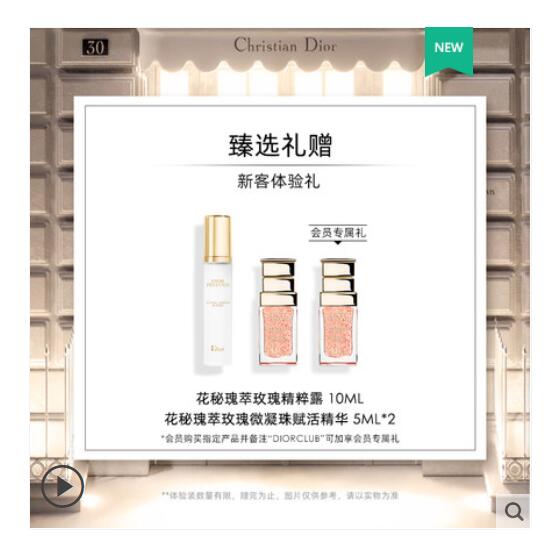 30
Christian Dior
NEW
臻选礼赠
新客体验礼
会员专属礼
Dior
花秘瑰萃玫瑰精粹露 10ML
花秘瑰萃玫瑰微凝珠赋活精华 5ML*2
*会员购买指定产品并备注“DIORCLUB”可加享会员专属礼
**体验装数量有限，赠完为止，图片仅供参考，请以实物为准